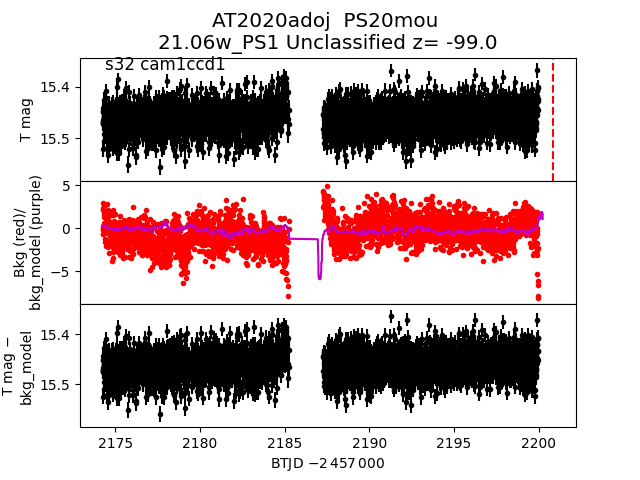 AT2020adoj PS20mou
21.06w_PS1 Unclassified z= -99.0
s32 cam1ccd1
15.4
15.5
T mag
5
0
−5
Bkg (red)/
bkg_model (purple)
15.4
15.5
T mag −
bkg_model
2175
2180
2185
2190
2195
2200
BTJD −2 457 000